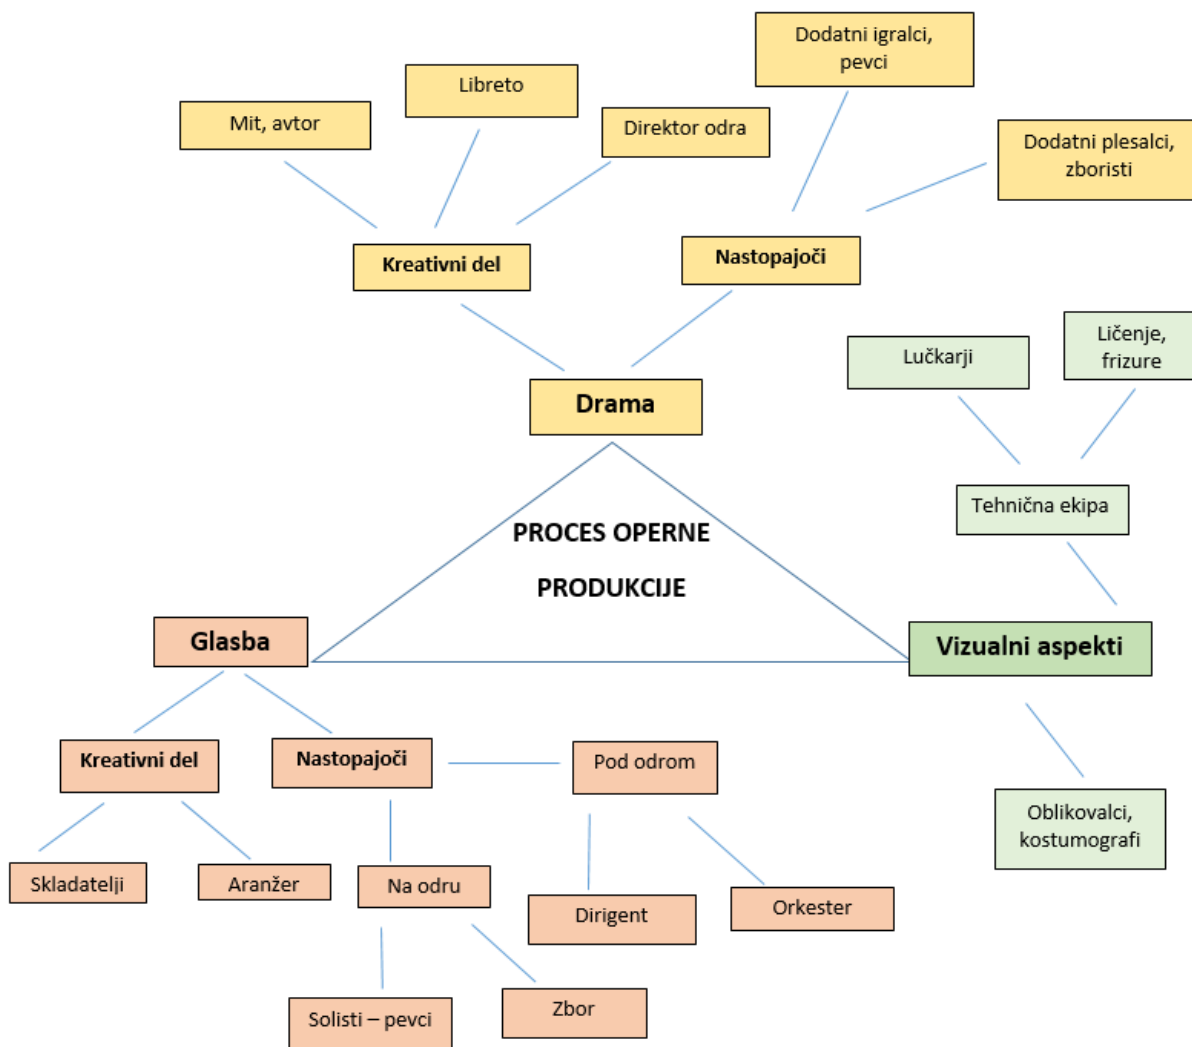 Dodatni igralci,
pevci
Libreto
Mit, avtor
Direktor odra
Dodatni plesalci,
zboristi
Kreativni del
Nastopajoči
Ličenje,
frizure
Lučkarji
Drama
Tehnična ekipa
PROCES OPERNE
PRODUKCIJE
Glasba
Vizualni aspekti
Kreativni del
Nastopajoči
Pod odrom
Oblikovalci,
kostumografi
Skladatelji
Aranžer
Na odru
Dirigent
Orkester
Solisti – pevci
Zbor